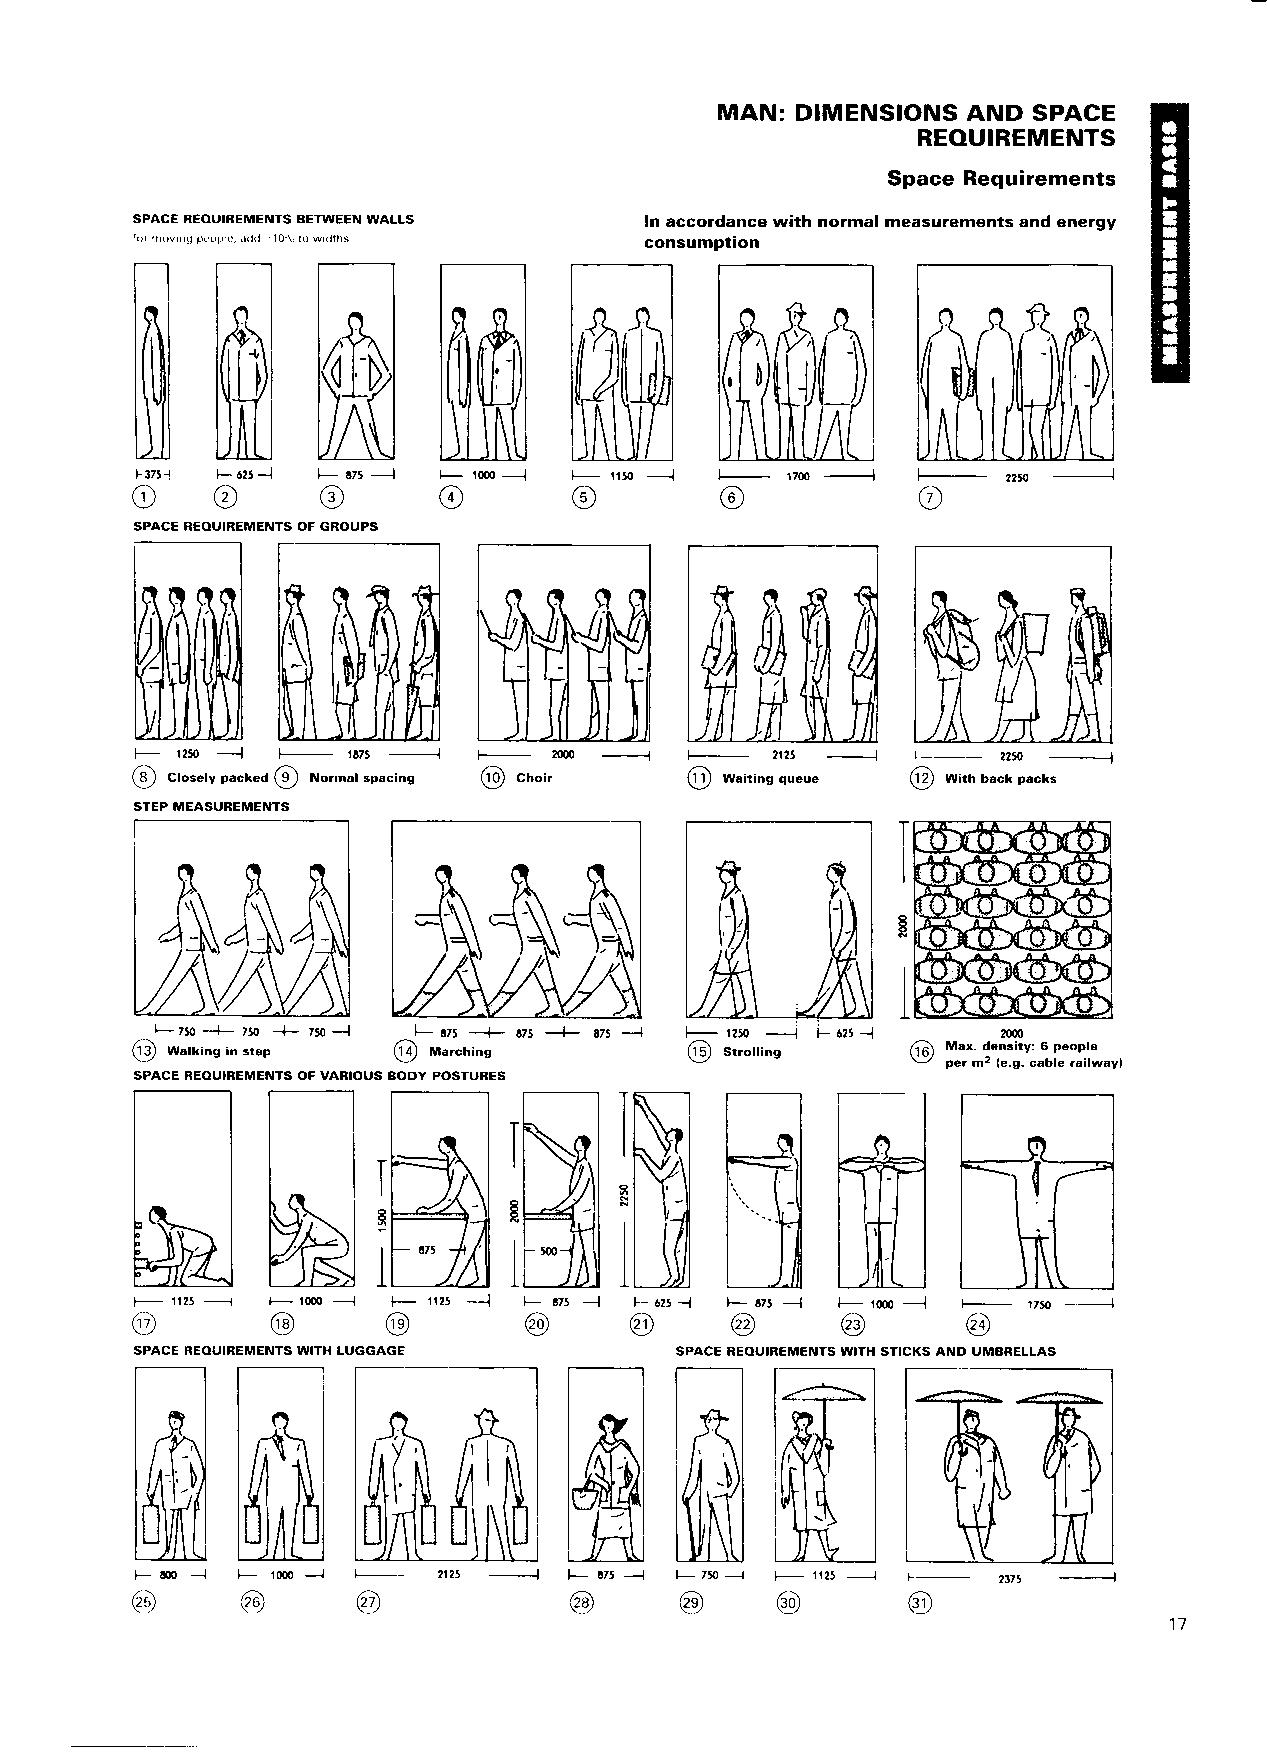 MAN: DIMENSIONS AND SPACE
REQUIREMENTS
Space Requirements
MEASUREMENT BASIS
SPACE REQUIREMENTS BETWEEN WALLS
for moving people, add 10% to widths
In accordance with normal measurements and energy
consumption
375 625 875 1000 1150 1700 2250
1 2 3 4 5 6 7
SPACE REQUIREMENTS OF GROUPS
1250 1875 2000 2125 2250
8 Closely packed 9 Normal spacing 10 Choir 11 Waiting queue 12 With back packs
STEP MEASUREMENTS
2000
750 750 750 875 875 875 1250 625 2000
13 Walking in step 14 Marching 15 Strolling 16 Max. density: 6 people
per m² (e.g. cable railway)
SPACE REQUIREMENTS OF VARIOUS BODY POSTURES
1500 2000 2250
875 500
1125 1000 1125 875 625 875 1000 1750
17 18 19 20 21 22 23 24
SPACE REQUIREMENTS WITH LUGGAGE SPACE REQUIREMENTS WITH STICKS AND UMBRELLAS
800 1000 2125 875 750 1125 2375
25 26 27 28 29 30 31
17